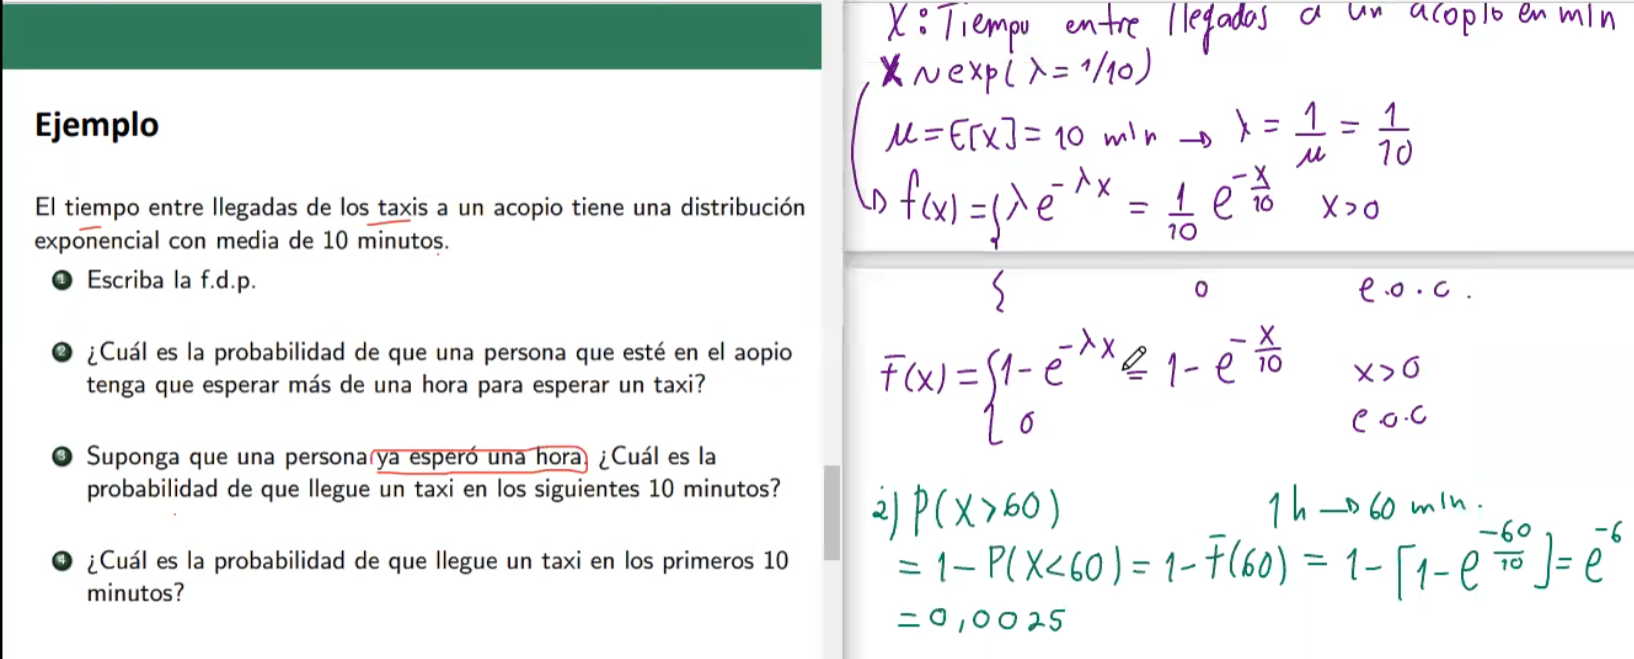 Ejemplo
El tiempo entre llegadas de los taxis a un acopio tiene una distribución
exponencial con media de 10 minutos.
1 Escriba la f.d.p.
2 ¿Cuál es la probabilidad de que una persona que esté en el aopio
tenga que esperar más de una hora para esperar un taxi?
3 Suponga que una persona ya esperó una hora. ¿Cuál es la
probabilidad de que llegue un taxi en los siguientes 10 minutos?
4 ¿Cuál es la probabilidad de que llegue un taxi en los primeros 10
minutos?
X: Tiempo entre llegadas a un acopio en min
X ~ exp(λ = 1/10)
μ = E[X] = 10 min → λ = 1/μ = 1/10
↳ f(x) = { λe^{-λx} = 1/10 e^{-x/10} x>0
{ 0 e.o.c.
F(x) = { 1 - e^{-λx} = 1 - e^{-x/10} x>0
0 e.o.c
2) P(X>60) 1h → 60 min.
= 1 - P(X<60) = 1 - F(60) = 1 - [1 - e^{-60/10}] = e^{-6}
= 0,0025